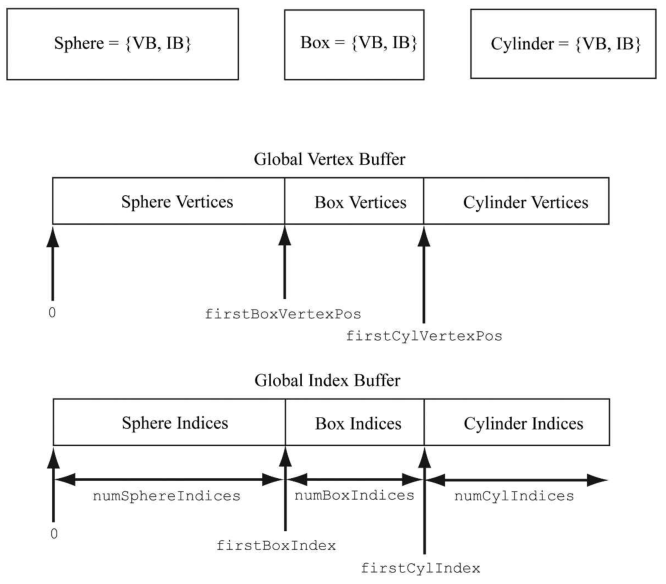 Sphere = {VB, IB}
Box = {VB, IB}
Cylinder = {VB, IB}
Global Vertex Buffer
Sphere Vertices
Box Vertices
Cylinder Vertices
0
firstBoxVertexPos
firstCylVertexPos
Global Index Buffer
Sphere Indices
Box Indices
Cylinder Indices
numSphereIndices
numBoxIndices
numCylIndices
0
firstBoxIndex
firstCylIndex